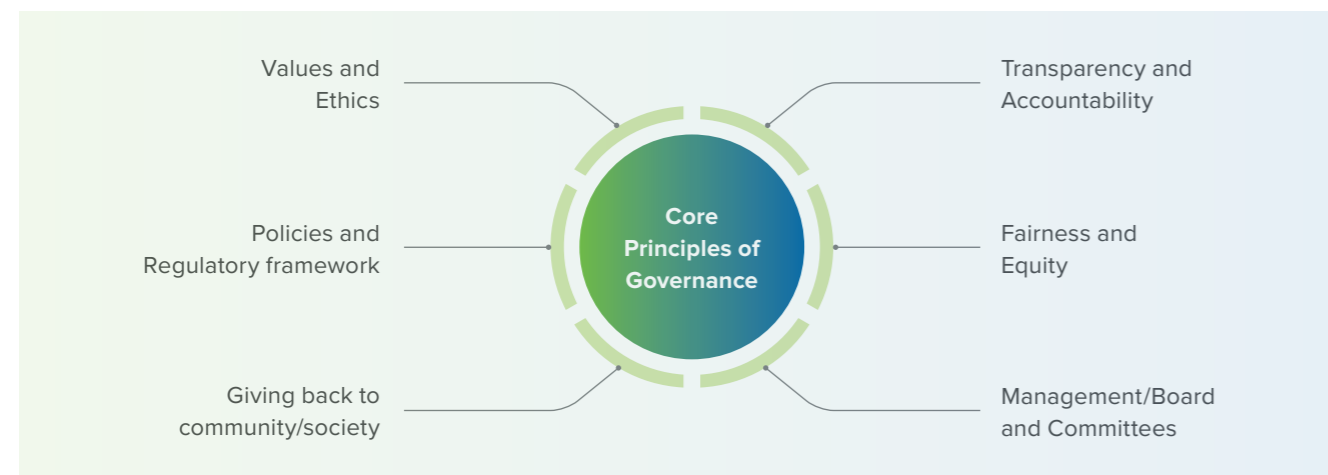 Values and
Ethics
Policies and
Regulatory framework
Giving back to
community/society
Core
Principles of
Governance
Transparency and
Accountability
Fairness and
Equity
Management/Board
and Committees